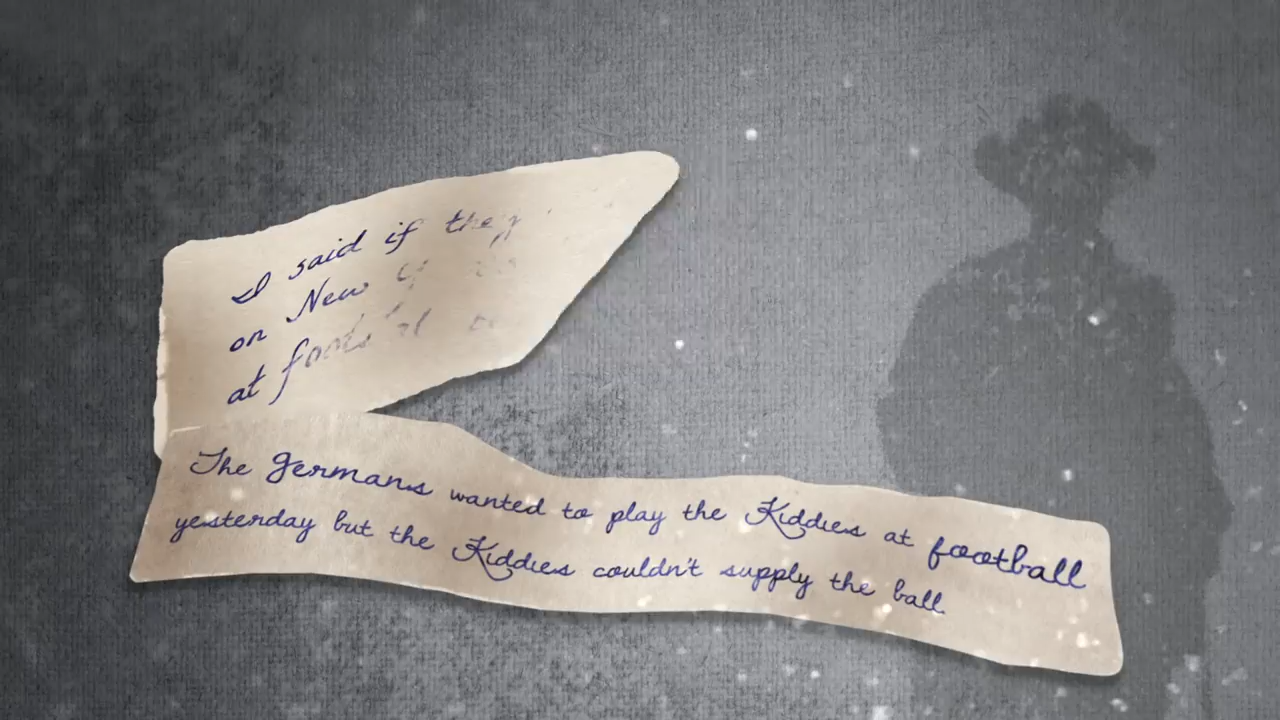 I said if they
on New
at
The Germans wanted to play the Kiddies at football
yesterday but the Kiddies couldn't supply the ball.